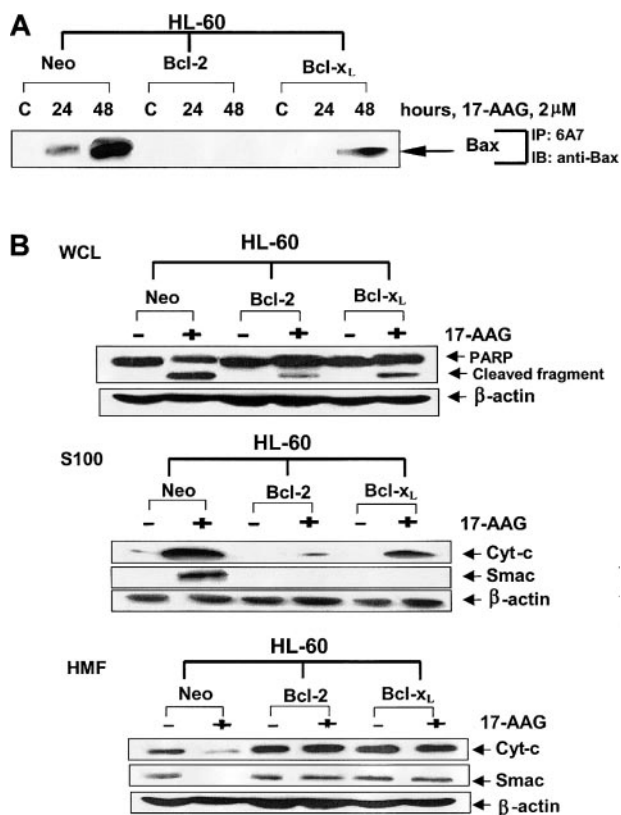 A
HL-60
Neo Bcl-2 Bcl-xL
C 24 48 C 24 48 C 24 48 hours, 17-AAG, 2μM
Bax IP: 6A7
IB: anti-Bax
B
WCL
HL-60
Neo Bcl-2 Bcl-xL
− + − + − + 17-AAG
PARP
Cleaved fragment
β-actin
S100
HL-60
Neo Bcl-2 Bcl-xL
− + − + − + 17-AAG
Cyt-c
Smac
β-actin
HMF
HL-60
Neo Bcl-2 Bcl-xL
− + − + − + 17-AAG
Cyt-c
Smac
β-actin